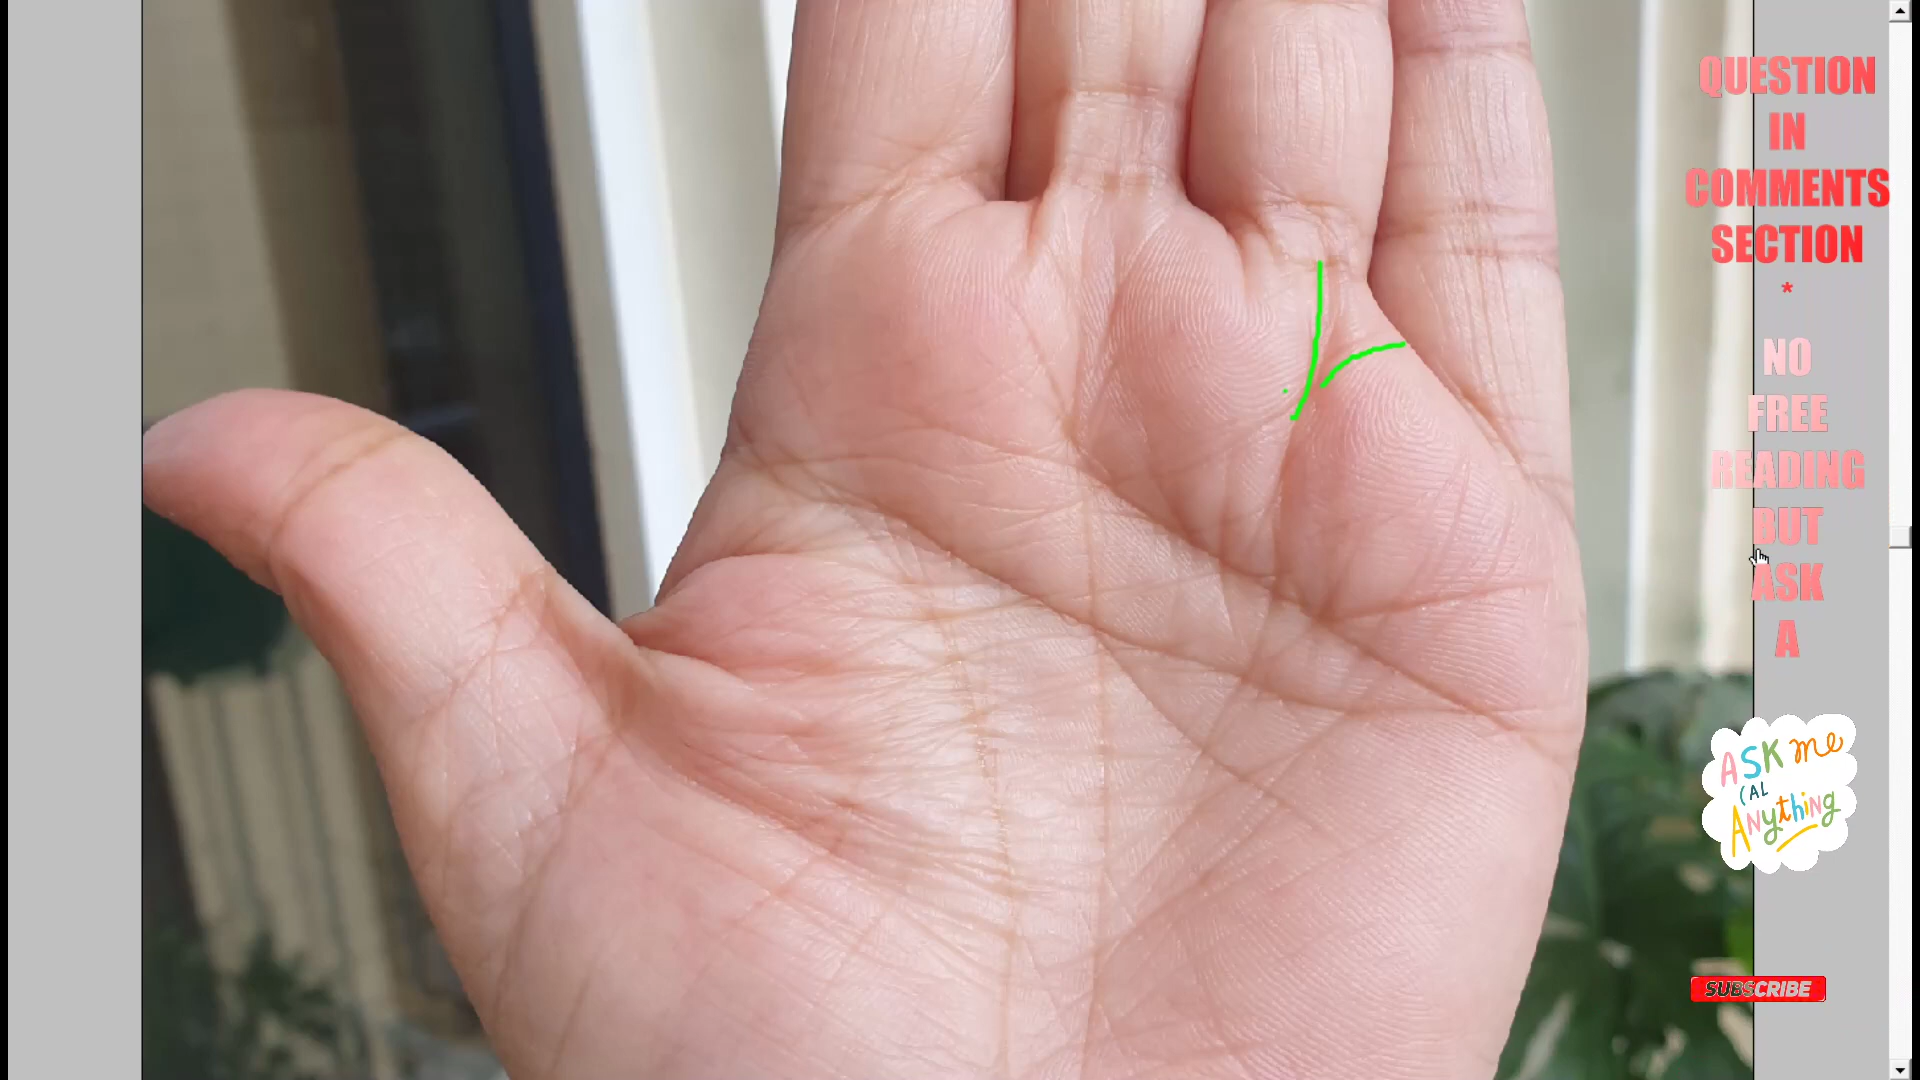 QUESTION
IN
COMMENTS
SECTION
*
NO
FREE
READING
BUT
ASK
A
ASK me
(AL
ANYthiNG
SUBSCRIBE